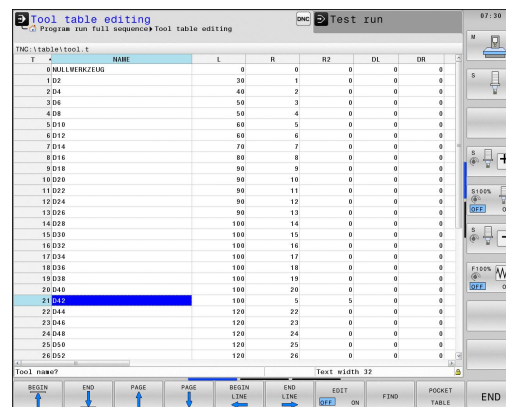 Tool table editing
DNC
Test run
07:30
Program run full sequence▸Tool table editing
TNC:\table\tool.t
T NAME L R R2 DL DR
0 NULLWERKZEUG 0 0 0 0 0
1 D2 30 1 0 0 0
2 D4 40 2 0 0 0
3 D6 50 3 0 0 0
4 D8 50 4 0 0 0
5 D10 60 5 0 0 0
6 D12 60 6 0 0 0
7 D14 70 7 0 0 0
8 D16 80 8 0 0 0
9 D18 90 9 0 0 0
10 D20 90 10 0 0 0
11 D22 90 11 0 0 0
12 D24 90 12 0 0 0
13 D26 90 13 0 0 0
14 D28 100 14 0 0 0
15 D30 100 15 0 0 0
16 D32 100 16 0 0 0
17 D34 100 17 0 0 0
18 D36 100 18 0 0 0
19 D38 100 19 0 0 0
20 D40 100 20 0 0 0
21 D42 100 5 5 0 0
22 D44 120 22 0 0 0
23 D46 120 23 0 0 0
24 D48 120 24 0 0 0
25 D50 120 25 0 0 0
26 D52 120 26 0 0 0
Tool name?
Text width 32
M
S
S
S100%
OFF
S
F100%
OFF
BEGIN
END
PAGE
PAGE
BEGIN LINE
END LINE
EDIT
OFF ON
FIND
POCKET TABLE
END